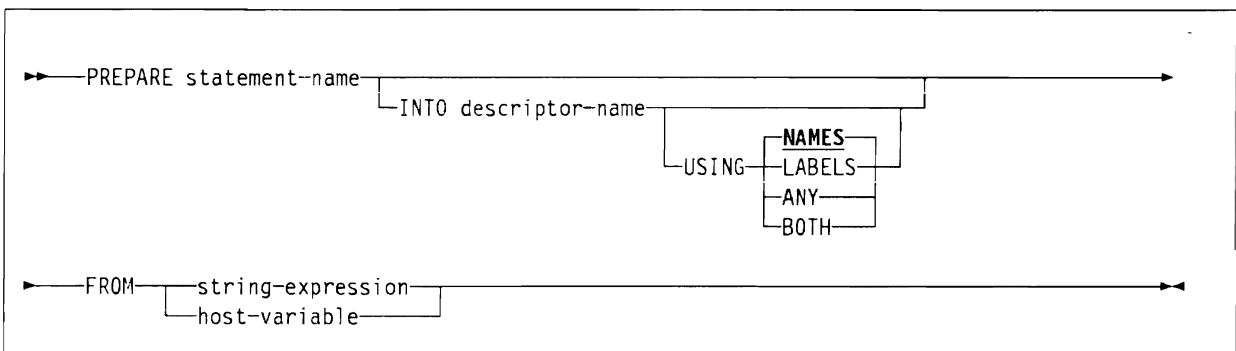 PREPARE statement-name
INTO descriptor-name
NAMES
USING LABELS
ANY
BOTH
FROM string-expression
host-variable